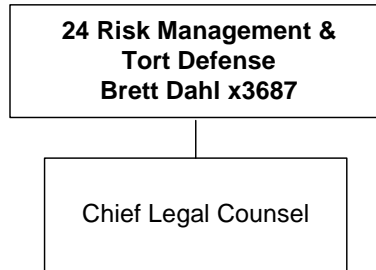 24 Risk Management &
Tort Defense
Brett Dahl x3687
Chief Legal Counsel